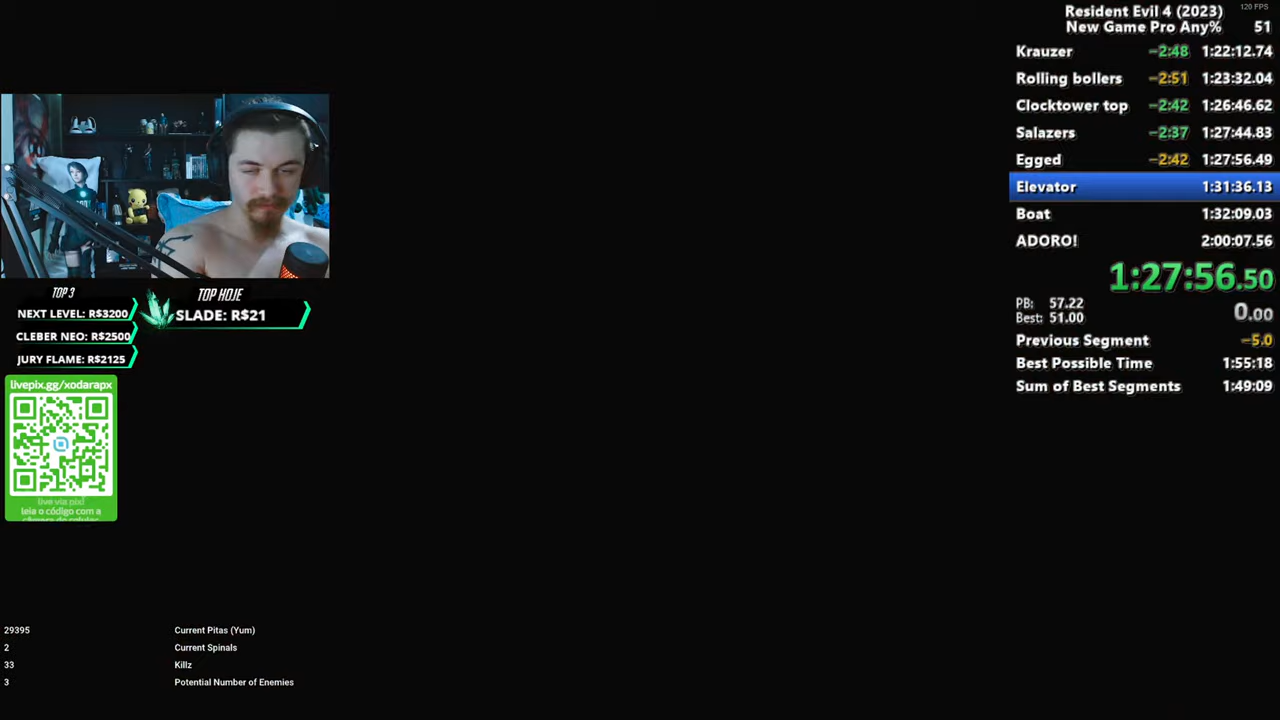 120 FPS
Resident Evil 4 (2023)
New Game Pro Any% 51
Krauzer −2:48 1:22:12.74
Rolling bollers −2:51 1:23:32.04
Clocktower top −2:42 1:26:46.62
Salazers −2:37 1:27:44.83
Egged −2:42 1:27:56.49
Elevator 1:31:36.13
Boat 1:32:09.03
ADORO! 2:00:07.56
1:27:56.50
PB: 57.22
Best: 51.00
0.00
Previous Segment −5.0
Best Possible Time 1:55:18
Sum of Best Segments 1:49:09
TOP 3
NEXT LEVEL: R$3200
CLEBER NEO: R$2500
JURY FLAME: R$2125
TOP HOJE
SLADE: R$21
livepix.gg/xodarapx
live via pix!
leia o código com a
29395 Current Pitas (Yum)
2 Current Spinals
33 Killz
3 Potential Number of Enemies